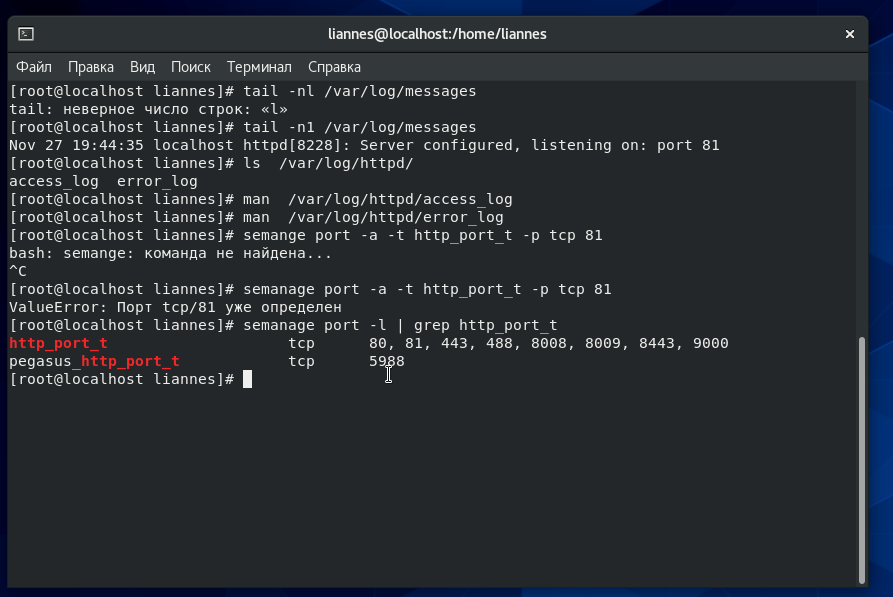 liannes@localhost:/home/liannes
Файл Правка Вид Поиск Терминал Справка
[root@localhost liannes]# tail -nl /var/log/messages
tail: неверное число строк: «l»
[root@localhost liannes]# tail -n1 /var/log/messages
Nov 27 19:44:35 localhost httpd[8228]: Server configured, listening on: port 81
[root@localhost liannes]# ls  /var/log/httpd/
access_log  error_log
[root@localhost liannes]# man  /var/log/httpd/access_log
[root@localhost liannes]# man  /var/log/httpd/error_log
[root@localhost liannes]# semange port -a -t http_port_t -p tcp 81
bash: semange: команда не найдена...
^C
[root@localhost liannes]# semanage port -a -t http_port_t -p tcp 81
ValueError: Порт tcp/81 уже определен
[root@localhost liannes]# semanage port -l | grep http_port_t
http_port_t                    tcp      80, 81, 443, 488, 8008, 8009, 8443, 9000
pegasus_http_port_t            tcp      5988
[root@localhost liannes]#